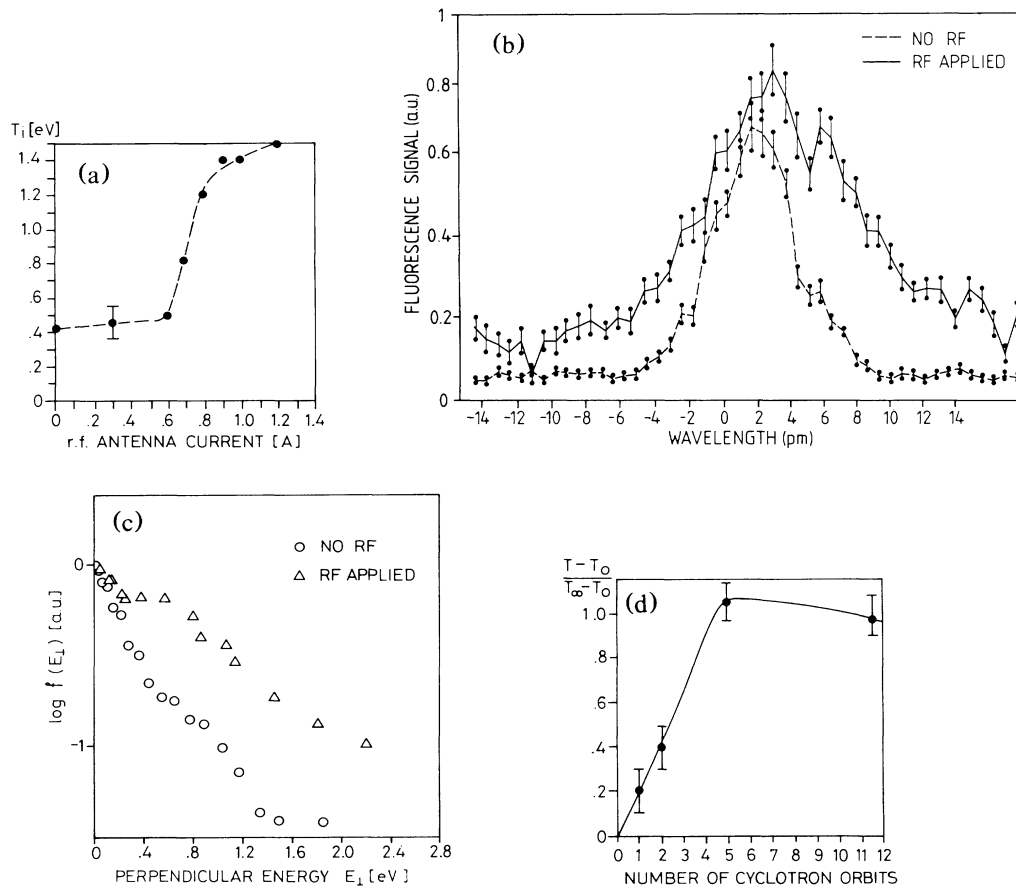 (a)
T i [eV]
1.4
1.2
1.0
.8
.6
.4
.2
0
0 .2 .4 .6 .8 1.0 1.2 1.4
r.f. ANTENNA CURRENT [A]
(b)
NO RF
RF APPLIED
FLUORESCENCE SIGNAL (a.u.)
1
0.8
0.6
0.4
0.2
0
-14 -12 -10 -8 -6 -4 -2 0 2 4 6 8 10 12 14
WAVELENGTH (pm)
(c)
NO RF
RF APPLIED
log f (E⊥) [a.u.]
0
-1
0 .4 .8 1.2 1.6 2.0 2.4 2.8
PERPENDICULAR ENERGY E⊥ [eV]
(d)
T - T0
T∞ - T0
1.0
.8
.6
.4
.2
0
0 1 2 3 4 5 6 7 8 9 10 11 12
NUMBER OF CYCLOTRON ORBITS